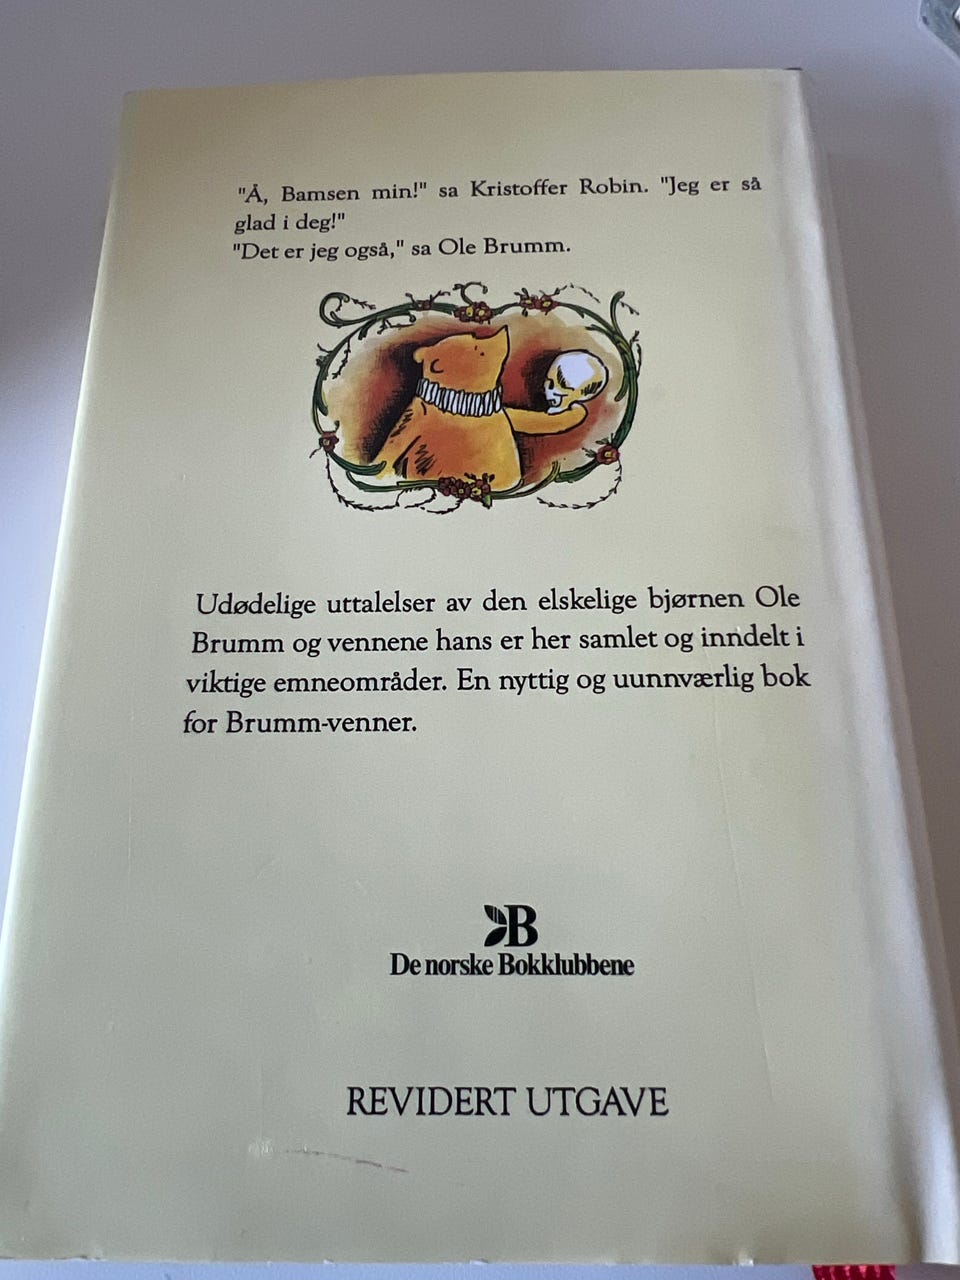 "Å, Bamsen min!" sa Kristoffer Robin. "Jeg er så
glad i deg!"
"Det er jeg også," sa Ole Brumm.
Udødelige uttalelser av den elskelige bjørnen Ole
Brumm og vennene hans er her samlet og inndelt i
viktige emneområder. En nyttig og uunnværlig bok
for Brumm-venner.
B
De norske Bokklubbene
REVIDERT UTGAVE